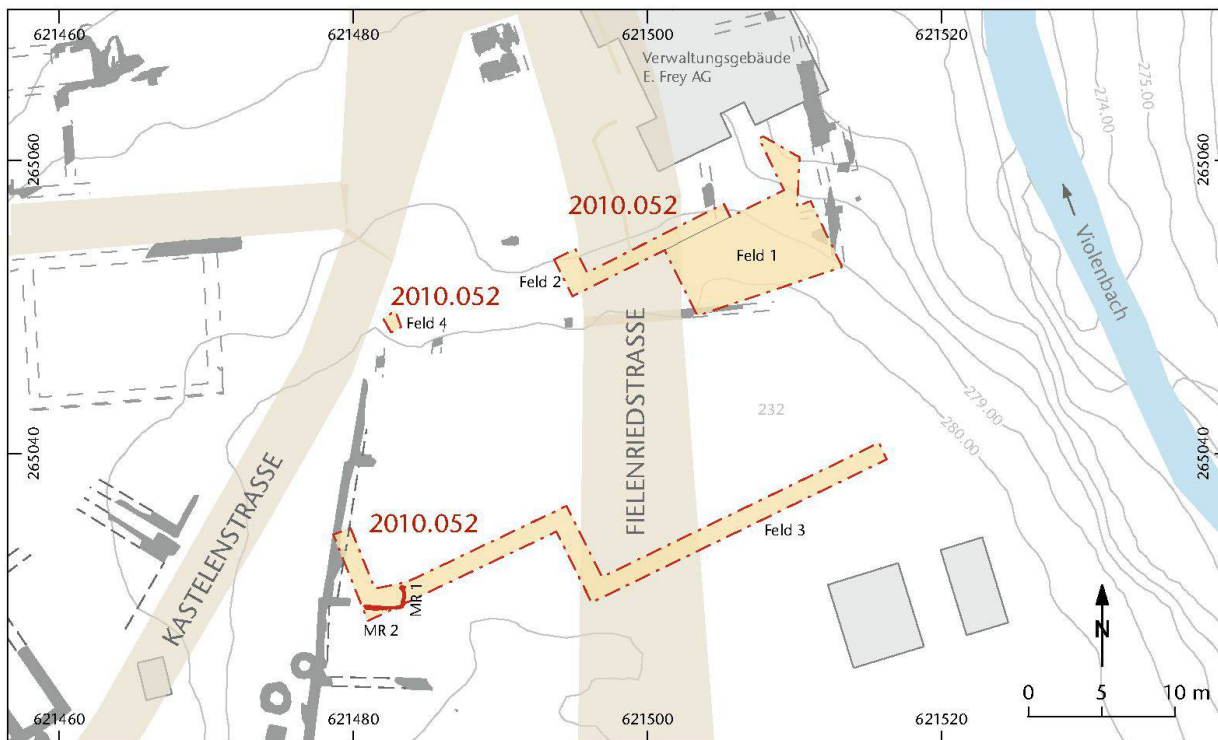 621460
621480
621500
621520
Verwaltungsgebäude
E. Frey AG
275.00
274.00
265060
265060
2010.052
Violenbach
Feld 1
Feld 2
2010.052
Feld 4
FIELENRIEDSTRASSE
279.00
280.00
232
265040
265040
KASTELENSTRASSE
2010.052
Feld 3
MR 1
MR 2
N
0 5 10 m
621460
621480
621500
621520